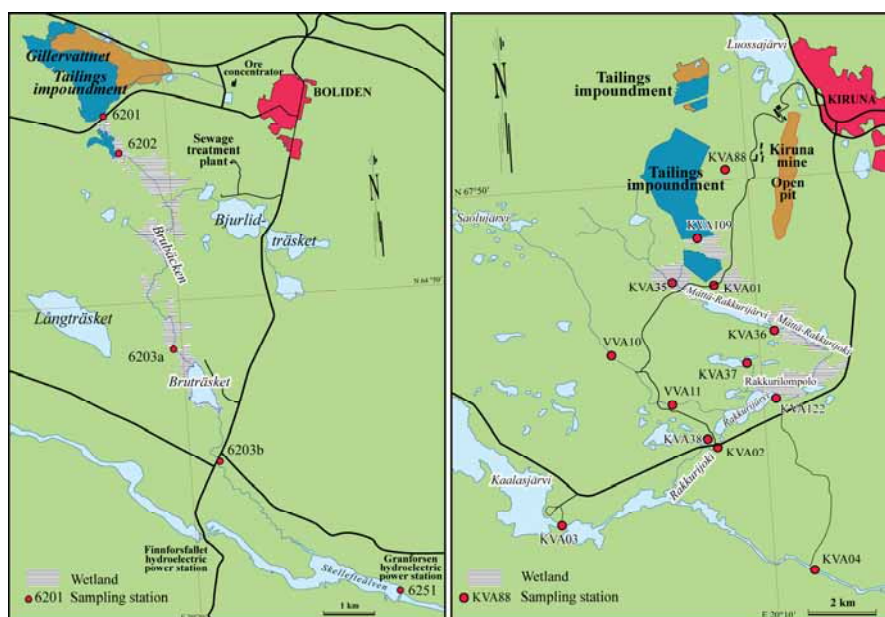 Gillervattnet
Tailings
impoundment
Ore
concentrator
BOLIDEN
6201
6202
Sewage
treatment
plant
N
Bjurlid-
träsket
Brubäcken
N 64°50'
Långträsket
6203a
Bruträsket
6203b
Finnforsfallet
hydroelectric
power station
Granforsen
hydroelectric
power station
Skellefteälven
6251
Wetland
6201 Sampling station
1 km
Luossajärvi
N
Tailings
impoundment
KIRUNA
KVA88
Kiruna
mine
Open
pit
Tailings
impoundment
N 67°50'
Saolujärvi
KVA109
KVA35
KVA01
Mättä-Rakkurijärvi
Mättä-Rakkurijoki
KVA36
VVA10
KVA37
Rakkurilompolo
VVA11
Rakkurijärvi
KVA122
KVA38
KVA02
Rakkurijoki
Kaalasjärvi
KVA03
KVA04
Wetland
KVA88 Sampling station
E 20°10'
2 km